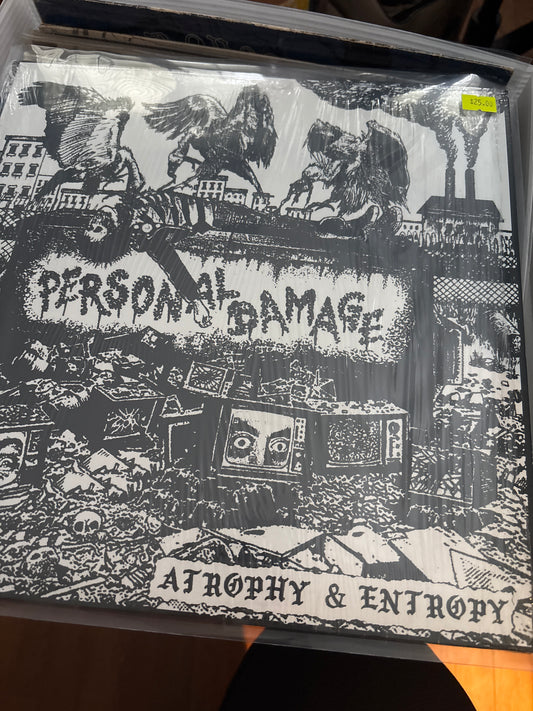 $25.00
PERSONAL
DAMAGE
ATROPHY & ENTROPY